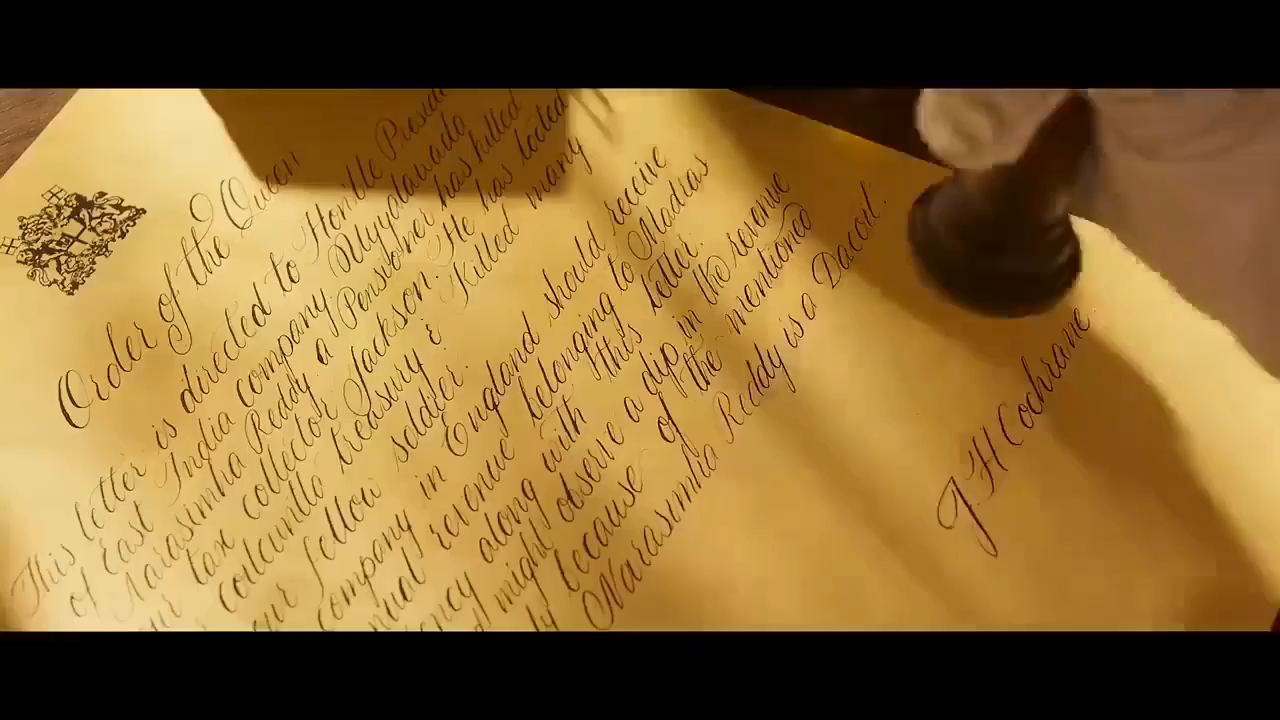 Order of the Queen
This letter is directed to Hon'ble
of East India company
Narasimha Reddy a Pensioner has killed
our tax collector Jackson. He has looted
treasury & killed many
our fellow soldier.
company in England should receive
revenue belonging to Madras
along with this letter.
might observe a dip in the revenue
because of the mentioned
Narasimha Reddy is a Dacoit.
J H Cochrane